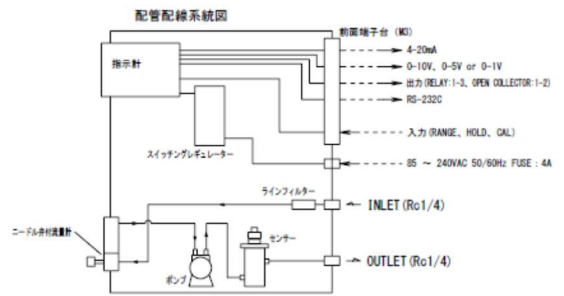 配管配線系統図
前面端子台 (M3)
4-20mA
0-10V、0-5V or 0-1V
指示計
出力(RELAY:1-3、OPEN COLLECTOR:1-2)
RS-232C
入力(RANGE、HOLD、CAL)
スイッチングレギュレーター
85 ～ 240VAC 50/60Hz FUSE : 4A
ラインフィルター
INLET(Rc1/4)
ニードル弁付流量計
センサー
OUTLET(Rc1/4)
ポンプ